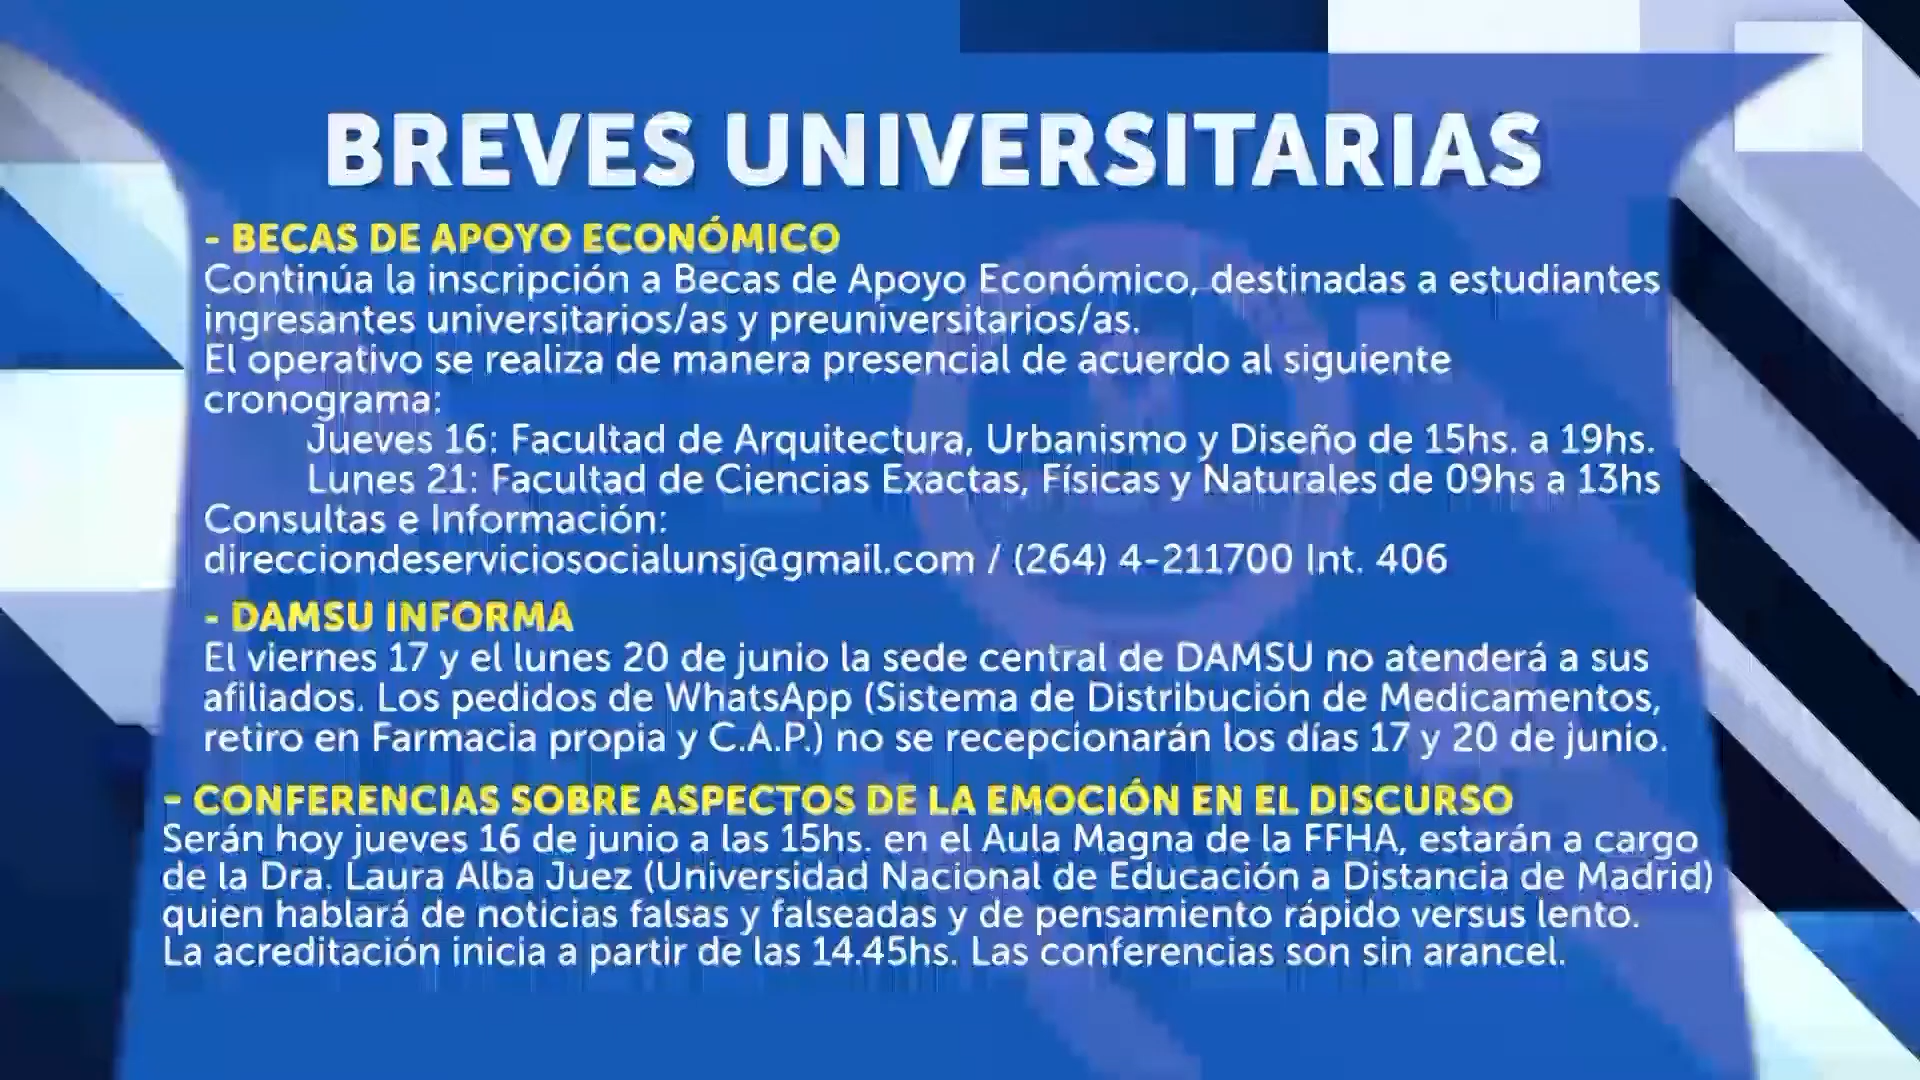 BREVES UNIVERSITARIAS
- BECAS DE APOYO ECONÓMICO
Continúa la inscripción a Becas de Apoyo Económico, destinadas a estudiantes
ingresantes universitarios/as y preuniversitarios/as.
El operativo se realiza de manera presencial de acuerdo al siguiente
cronograma:
Jueves 16: Facultad de Arquitectura, Urbanismo y Diseño de 15hs. a 19hs.
Lunes 21: Facultad de Ciencias Exactas, Físicas y Naturales de 09hs a 13hs
Consultas e Información:
direcciondeserviciosocialunsj@gmail.com / (264) 4-211700 Int. 406
- DAMSU INFORMA
El viernes 17 y el lunes 20 de junio la sede central de DAMSU no atenderá a sus
afiliados. Los pedidos de WhatsApp (Sistema de Distribución de Medicamentos,
retiro en Farmacia propia y C.A.P.) no se recepcionarán los días 17 y 20 de junio.
- CONFERENCIAS SOBRE ASPECTOS DE LA EMOCIÓN EN EL DISCURSO
Serán hoy jueves 16 de junio a las 15hs. en el Aula Magna de la FFHA, estarán a cargo
de la Dra. Laura Alba Juez (Universidad Nacional de Educación a Distancia de Madrid)
quien hablará de noticias falsas y falseadas y de pensamiento rápido versus lento.
La acreditación inicia a partir de las 14.45hs. Las conferencias son sin arancel.